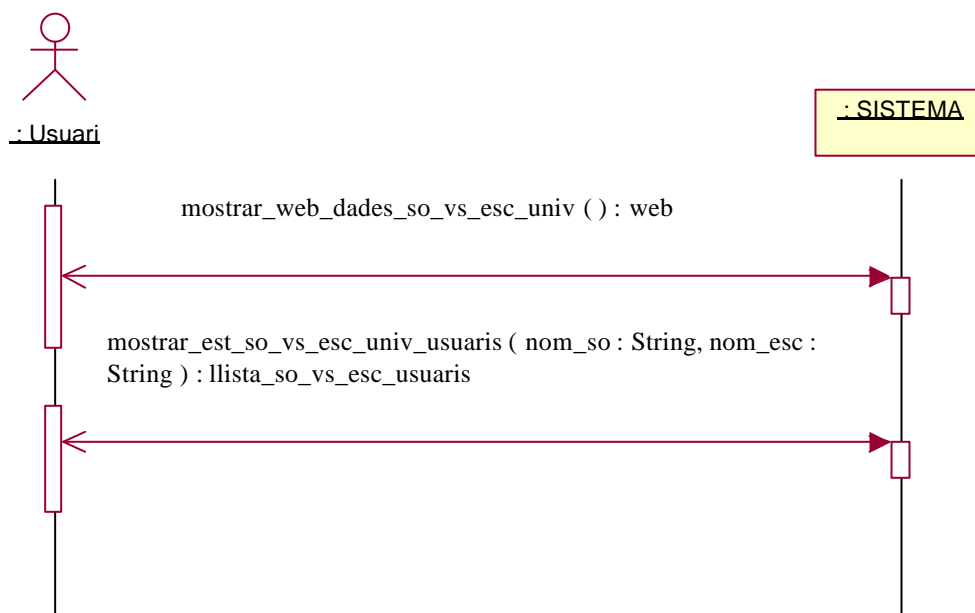 : Usuari
: SISTEMA
mostrar_web_dades_so_vs_esc_univ ( ) : web
mostrar_est_so_vs_esc_univ_usuaris ( nom_so : String, nom_esc :
String ) : llista_so_vs_esc_usuaris